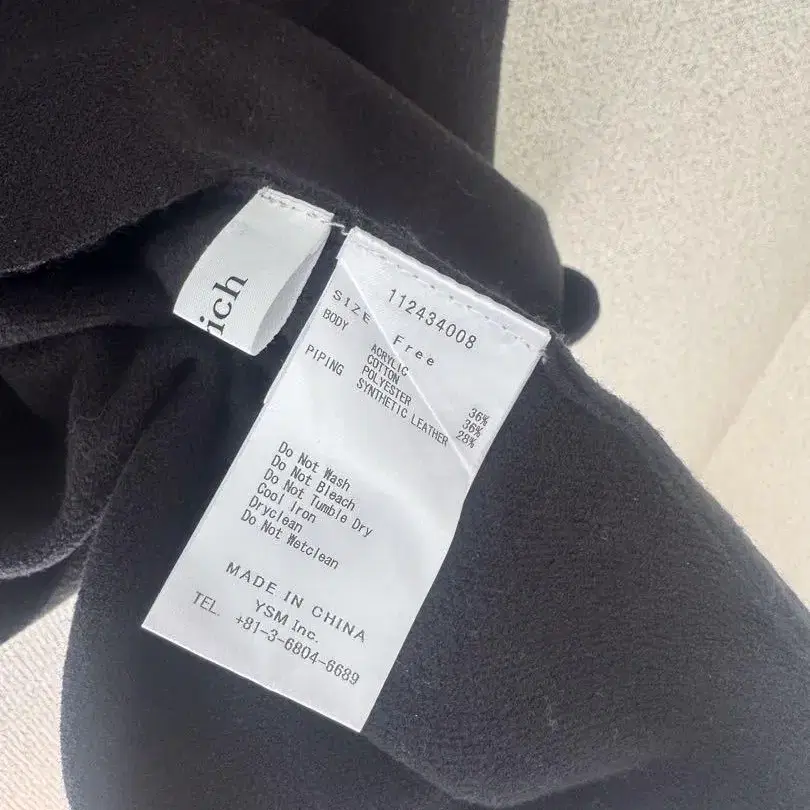 ich
112434008
SIZE Free
BODY ACRYLIC 36%
COTTON 36%
POLYESTER 28%
PIPING SYNTHETIC LEATHER
Do Not Wash
Do Not Bleach
Do Not Tumble Dry
Cool Iron
Dryclean
Do Not Wetclean
MADE IN CHINA
YSM Inc.
TEL. +81-3-6804-6689